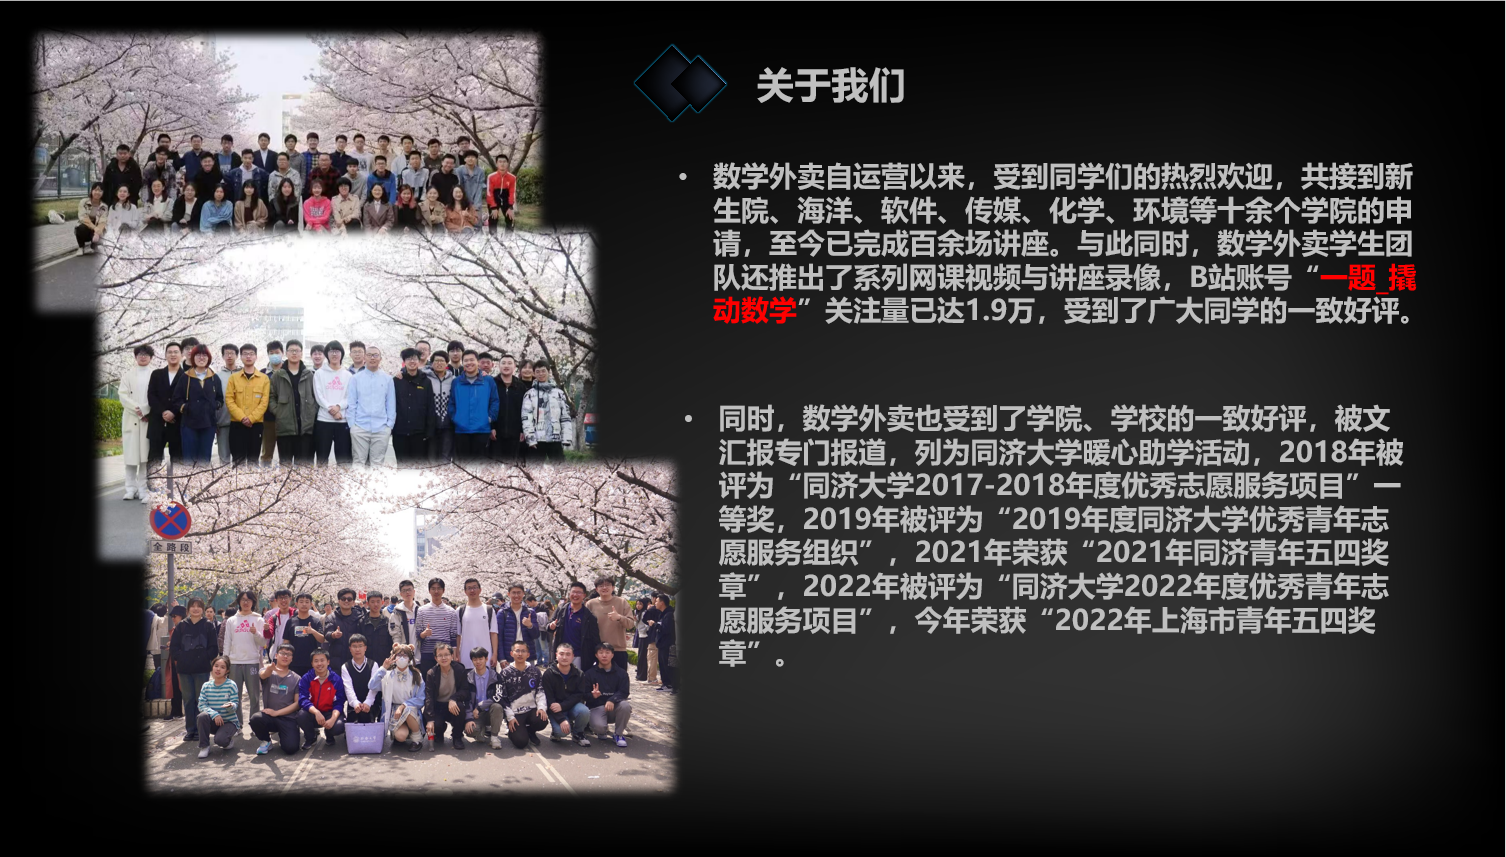 关于我们
• 数学外卖自运营以来，受到同学们的热烈欢迎，共接到新
生院、海洋、软件、传媒、化学、环境等十余个学院的申
请，至今已完成百余场讲座。与此同时，数学外卖学生团
队还推出了系列网课视频与讲座录像，B站账号“一题_撬
动数学”关注量已达1.9万，受到了广大同学的一致好评。
• 同时，数学外卖也受到了学院、学校的一致好评，被文
汇报专门报道，列为同济大学暖心助学活动，2018年被
评为“同济大学2017-2018年度优秀志愿服务项目”一
等奖，2019年被评为“2019年度同济大学优秀青年志
愿服务组织”，2021年荣获“2021年同济青年五四奖
章”，2022年被评为“同济大学2022年度优秀青年志
愿服务项目”，今年荣获“2022年上海市青年五四奖
章”。
全路段